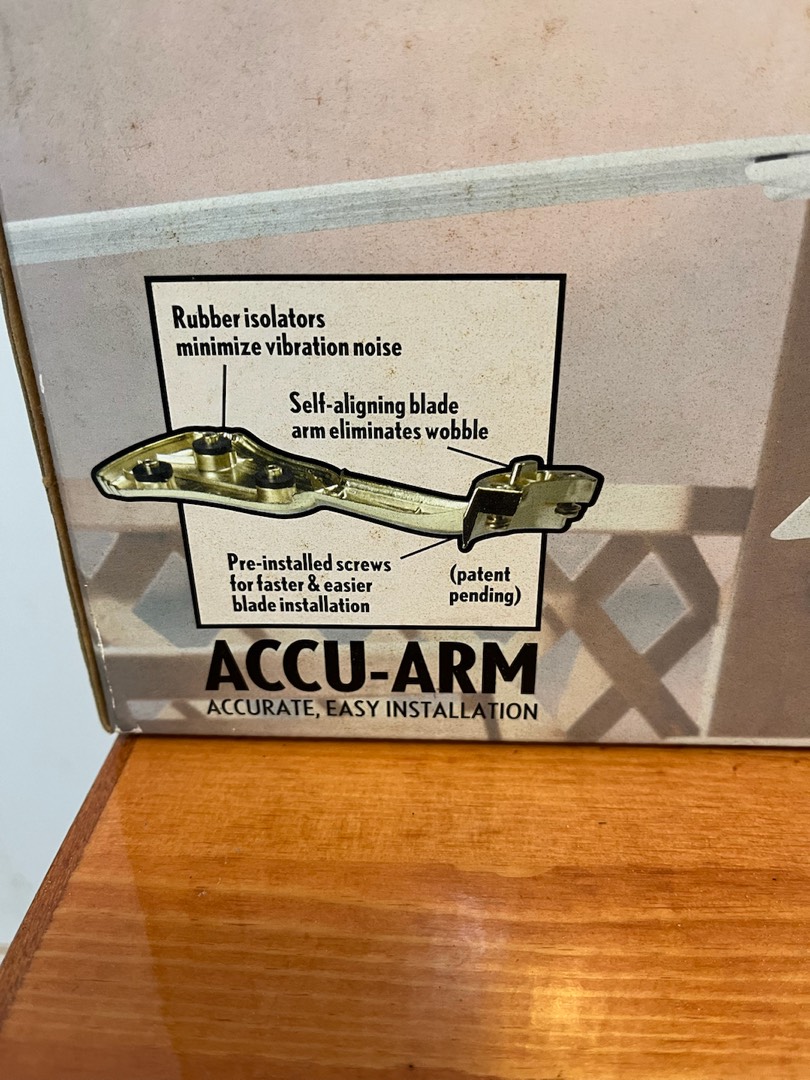 Rubber isolators
minimize vibration noise
Self-aligning blade
arm eliminates wobble
Pre-installed screws
for faster & easier
blade installation
(patent
pending)
ACCU-ARM
ACCURATE, EASY INSTALLATION